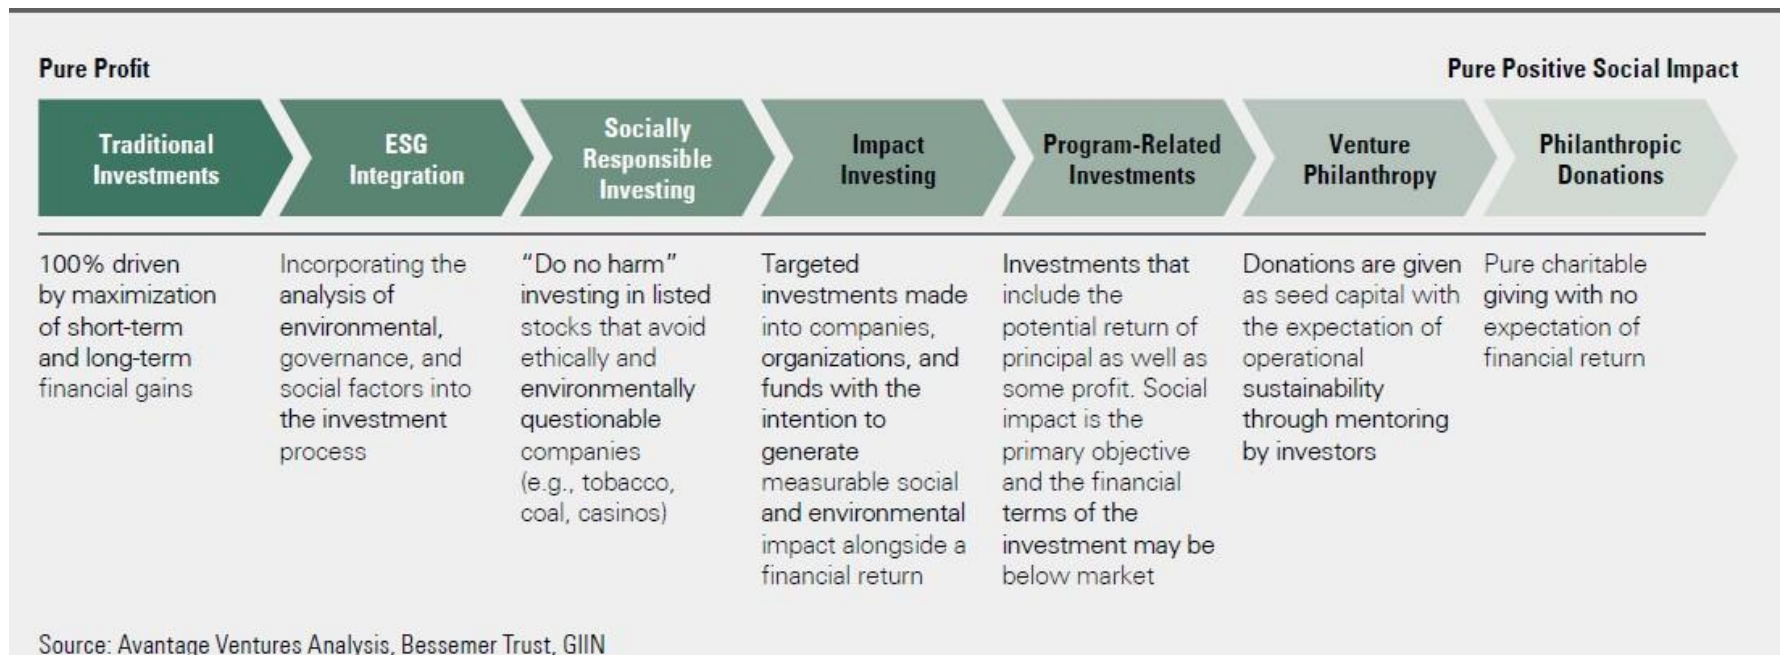 Pure Profit
Pure Positive Social Impact
Traditional
Investments
ESG
Integration
Socially
Responsible
Investing
Impact
Investing
Program-Related
Investments
Venture
Philanthropy
Philanthropic
Donations
100% driven
by maximization
of short-term
and long-term
financial gains
Incorporating the
analysis of
environmental,
governance, and
social factors into
the investment
process
“Do no harm”
investing in listed
stocks that avoid
ethically and
environmentally
questionable
companies
(e.g., tobacco,
coal, casinos)
Targeted
investments made
into companies,
organizations, and
funds with the
intention to
generate
measurable social
and environmental
impact alongside a
financial return
Investments that
include the
potential return of
principal as well as
some profit. Social
impact is the
primary objective
and the financial
terms of the
investment may be
below market
Donations are given
as seed capital with
the expectation of
operational
sustainability
through mentoring
by investors
Pure charitable
giving with no
expectation of
financial return
Source: Avantage Ventures Analysis, Bessemer Trust, GIIN